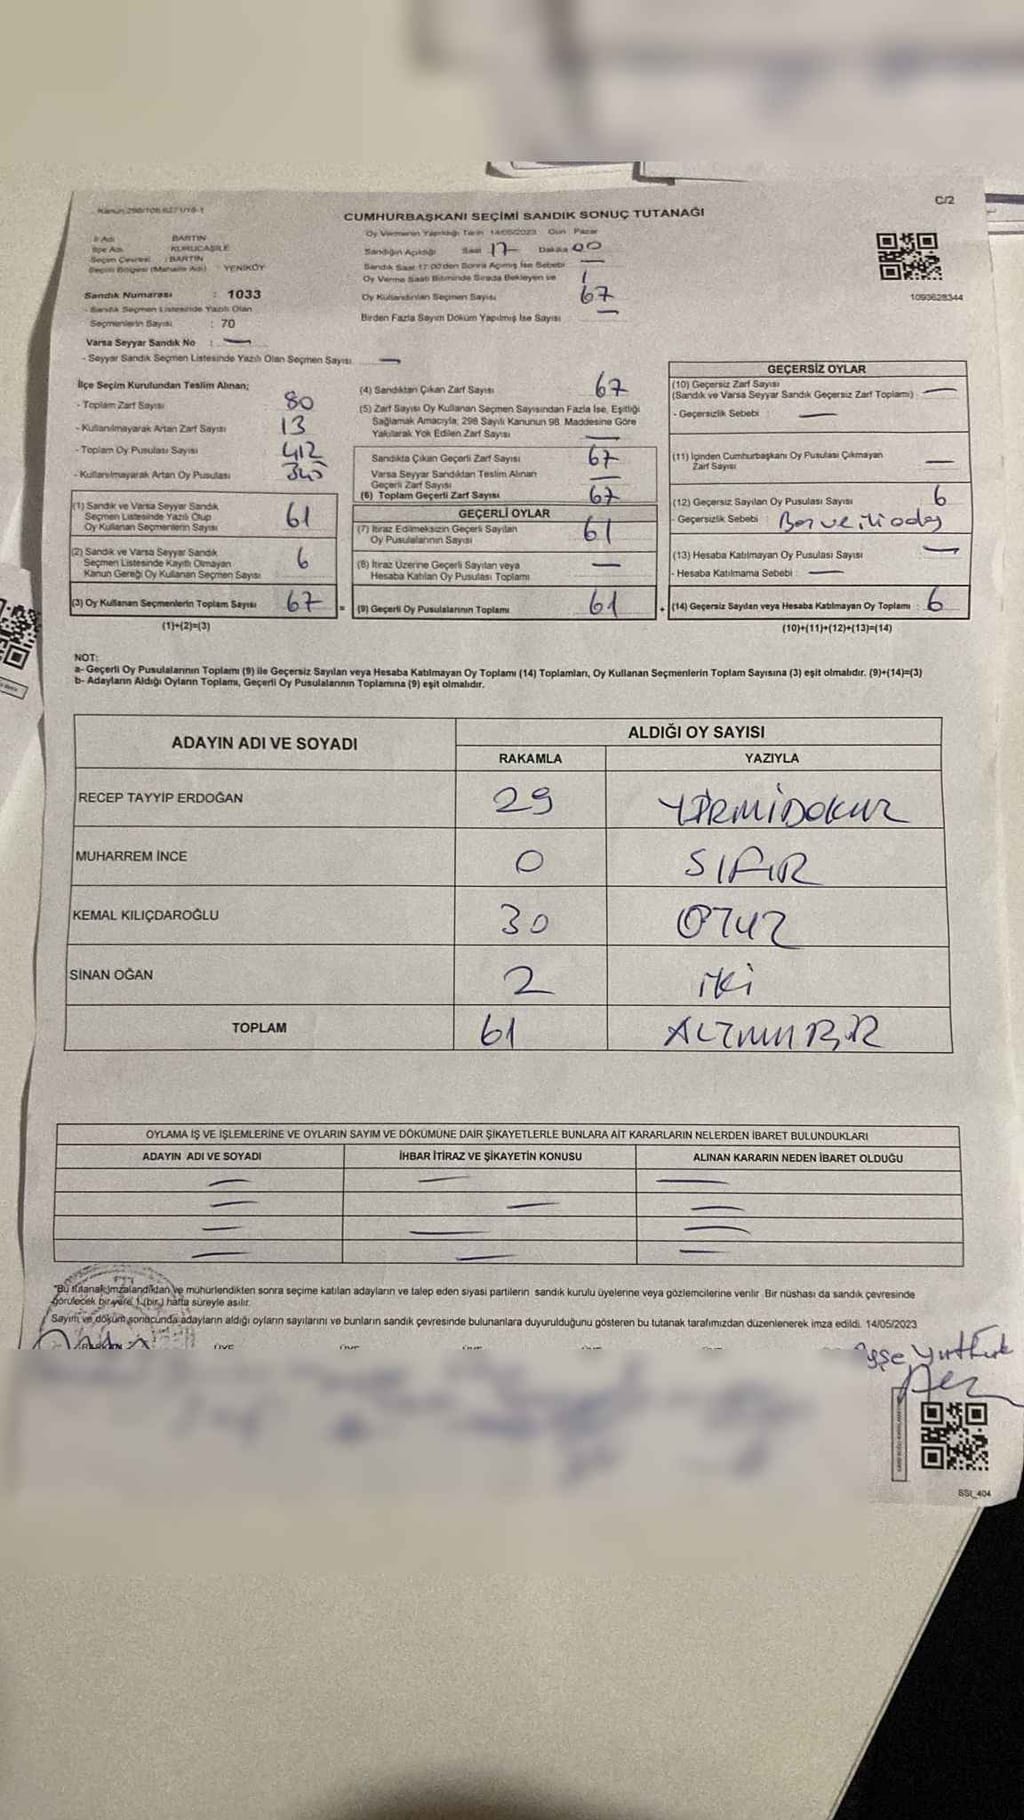 C/2
CUMHURBAŞKANI SEÇİMİ SANDIK SONUÇ TUTANAĞI
1093628344
İl Adı BARTIN
İlçe Adı KURUCAŞİLE
Seçim Çevresi : BARTIN
Seçim Bölgesi (Mahalle Adı) : YENİKÖY
Sandık Numarası : 1033
- Sandık Seçmen Listesinde Yazılı Olan
Seçmenlerin Sayısı : 70
Varsa Seyyar Sandık No : —
- Seyyar Sandık Seçmen Listesinde Yazılı Olan Seçmen Sayısı —
Oy Vermenin Yapıldığı Tarih 14/05/2023 Gün Pazar
Sandığın Açıldığı Saat 17 Dakika 00
Sandık Saat 17:00'den Sonra Açılmış İse Sebebi —
Oy Verme Saati Bitiminde Sırada Bekleyen ve
Oy Kullandırılan Seçmen Sayısı
67
Birden Fazla Sayım Döküm Yapılmış İse Sayısı —
İlçe Seçim Kurulundan Teslim Alınan;
- Toplam Zarf Sayısı 80
- Kullanılmayarak Artan Zarf Sayısı 13
- Toplam Oy Pusulası Sayısı 412
- Kullanılmayarak Artan Oy Pusulası
(1) Sandık ve Varsa Seyyar Sandık
Seçmen Listesinde Yazılı Olup
Oy Kullanan Seçmenlerin Sayısı 61
(2) Sandık ve Varsa Seyyar Sandık
Seçmen Listesinde Kayıtlı Olmayan
Kanun Gereği Oy Kullanan Seçmen Sayısı 6
(3) Oy Kullanan Seçmenlerin Toplam Sayısı 67 =
(1)+(2)=(3)
(4) Sandıktan Çıkan Zarf Sayısı 67
(5) Zarf Sayısı Oy Kullanan Seçmen Sayısından Fazla İse, Eşitliği
Sağlamak Amacıyla; 298 Sayılı Kanunun 98. Maddesine Göre
Yakılarak Yok Edilen Zarf Sayısı —
Sandıkta Çıkan Geçerli Zarf Sayısı 67
Varsa Seyyar Sandıktan Teslim Alınan
Geçerli Zarf Sayısı —
(6) Toplam Geçerli Zarf Sayısı 67
GEÇERLİ OYLAR
(7) İtiraz Edilmeksizin Geçerli Sayılan
Oy Pusulalarının Sayısı 61
(8) İtiraz Üzerine Geçerli Sayılan veya
Hesaba Katılan Oy Pusulası Toplamı —
(9) Geçerli Oy Pusulalarının Toplamı 61 +
GEÇERSİZ OYLAR
(10) Geçersiz Zarf Sayısı
(Sandık ve Varsa Seyyar Sandık Geçersiz Zarf Toplamı) : —
- Geçersizlik Sebebi —
(11) İçinden Cumhurbaşkanı Oy Pusulası Çıkmayan
Zarf Sayısı —
(12) Geçersiz Sayılan Oy Pusulası Sayısı 6
- Geçersizlik Sebebi :
(13) Hesaba Katılmayan Oy Pusulası Sayısı —
- Hesaba Katılmama Sebebi : —
(14) Geçersiz Sayılan veya Hesaba Katılmayan Oy Toplamı : 6
(10)+(11)+(12)+(13)=(14)
NOT:
a- Geçerli Oy Pusulalarının Toplamı (9) ile Geçersiz Sayılan veya Hesaba Katılmayan Oy Toplamı (14) Toplamları, Oy Kullanan Seçmenlerin Toplam Sayısına (3) eşit olmalıdır. (9)+(14)=(3)
b- Adayların Aldığı Oyların Toplamı, Geçerli Oy Pusulalarının Toplamına (9) eşit olmalıdır.
ADAYIN ADI VE SOYADI ALDIĞI OY SAYISI
RAKAMLA YAZIYLA
RECEP TAYYİP ERDOĞAN 29 YİRMİDOKUZ
MUHARREM İNCE 0 SIFIR
KEMAL KILIÇDAROĞLU 30 OTUZ
SİNAN OĞAN 2 iki
TOPLAM 61 ALTMIŞ BİR
OYLAMA İŞ VE İŞLEMLERİNE VE OYLARIN SAYIM VE DÖKÜMÜNE DAİR ŞİKAYETLERLE BUNLARA AİT KARARLARIN NELERDEN İBARET BULUNDUKLARI
ADAYIN ADI VE SOYADI İHBAR İTİRAZ VE ŞİKAYETİN KONUSU ALINAN KARARIN NEDEN İBARET OLDUĞU
*Bu tutanak imzalandıktan ve mühürlendikten sonra seçime katılan adayların ve talep eden siyasi partilerin sandık kurulu üyelerine veya gözlemcilerine verilir. Bir nüshası da sandık çevresinde
görülecek bir yere 1 (bir) hafta süreyle asılır.
Sayım ve döküm sonucunda adayların aldığı oyların sayılarını ve bunların sandık çevresinde bulunanlara duyurulduğunu gösteren bu tutanak tarafımızdan düzenlenerek imza edildi. 14/05/2023
SSI_404